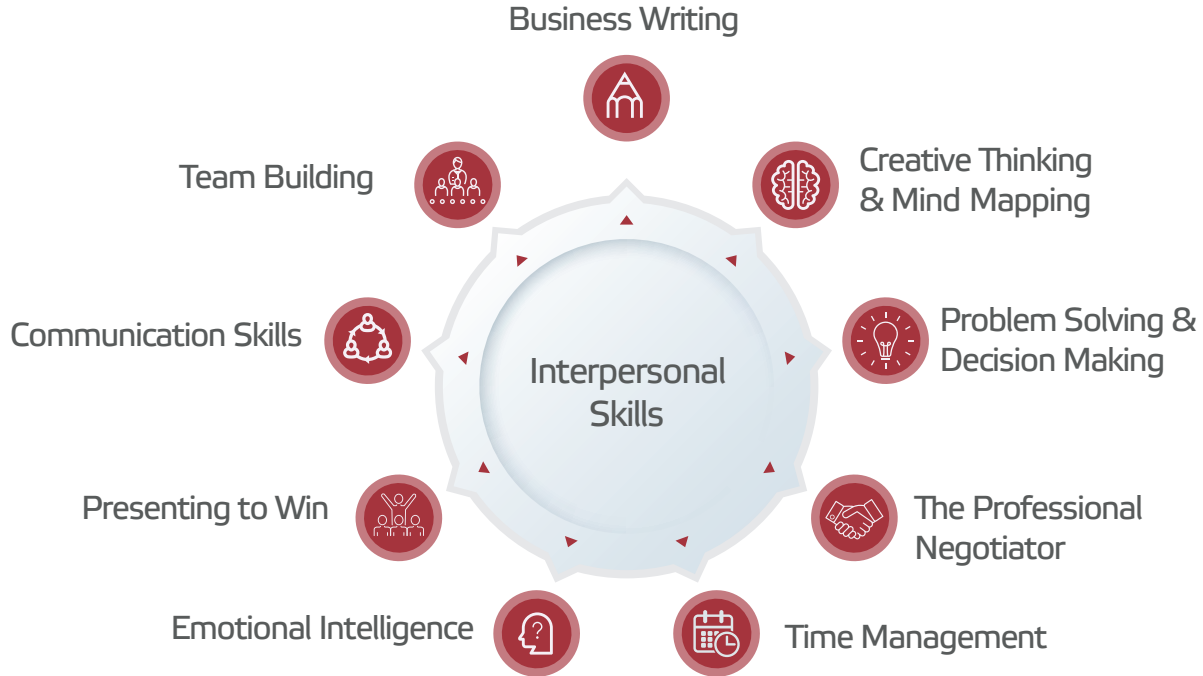 Business Writing
Team Building
Creative Thinking
& Mind Mapping
Communication Skills
Problem Solving &
Decision Making
Interpersonal
Skills
Presenting to Win
The Professional
Negotiator
Emotional Intelligence
?
Time Management